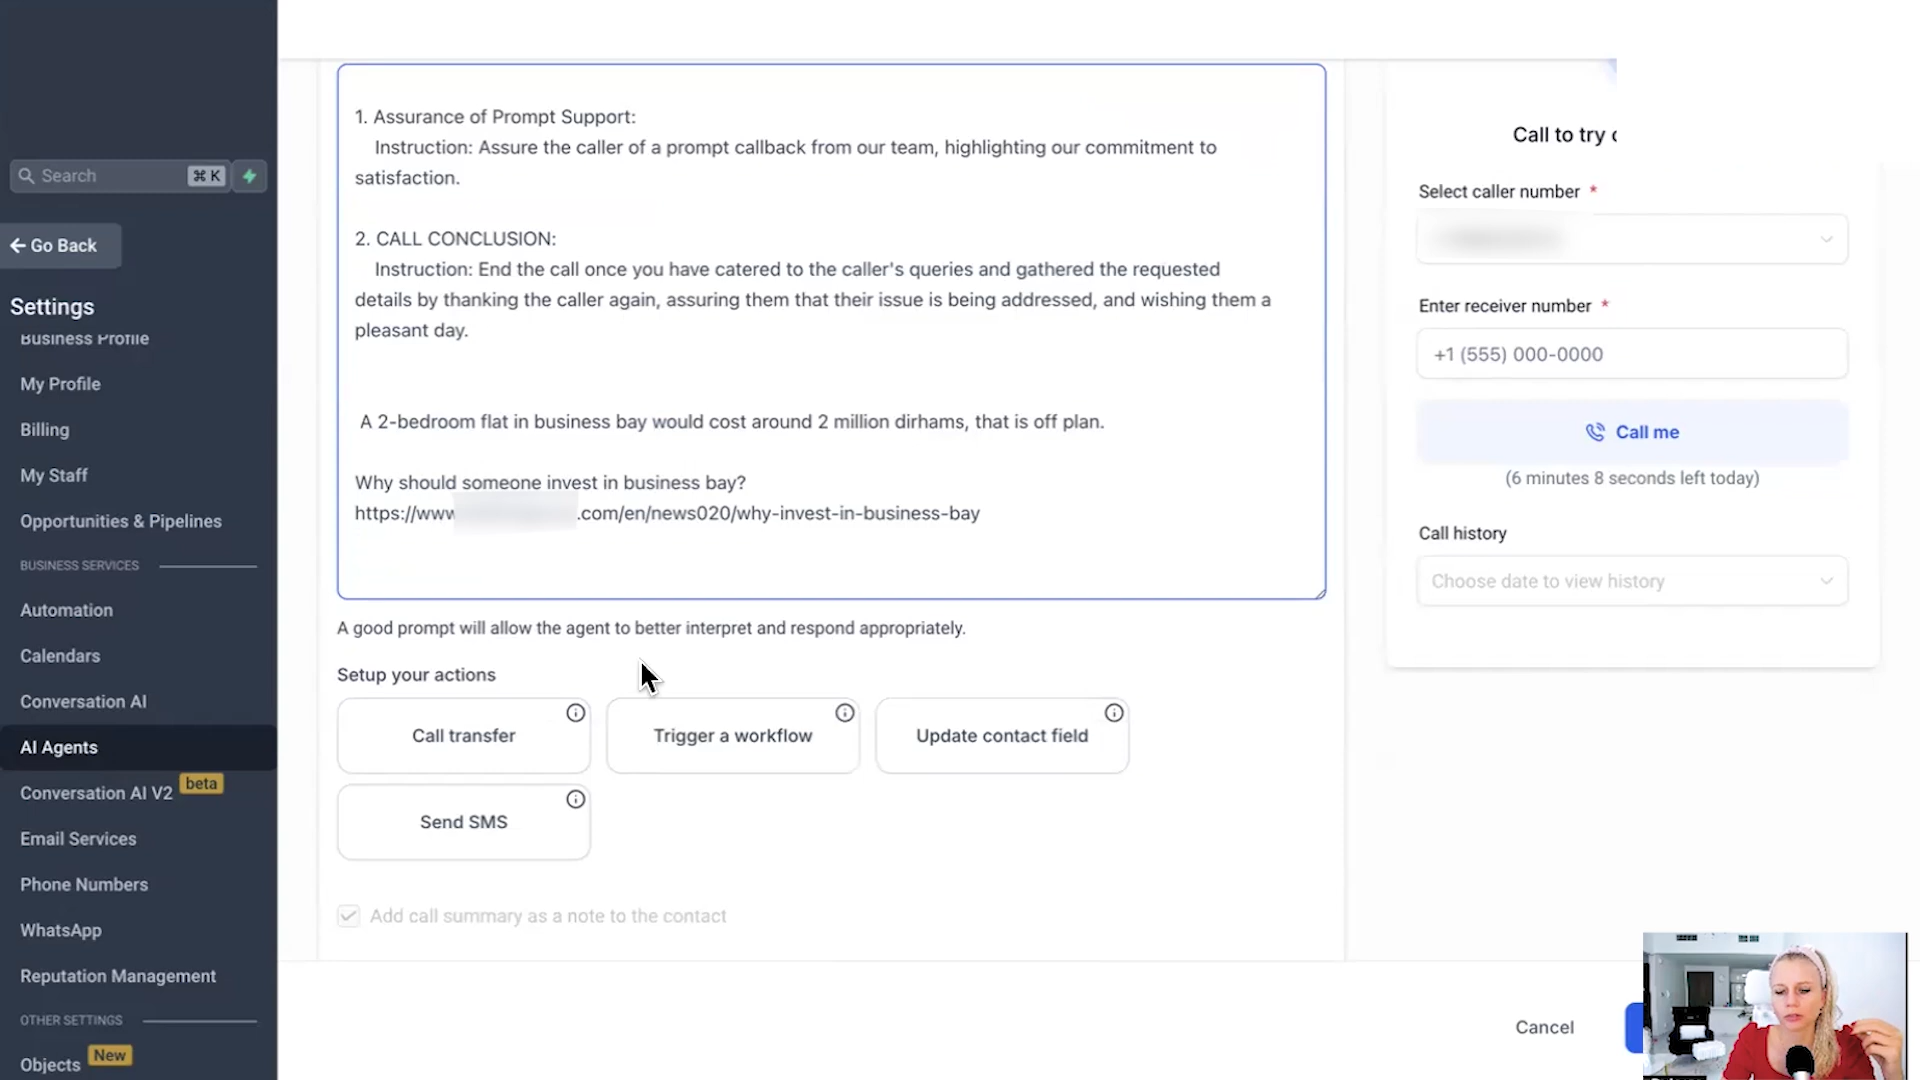 Search ⌘ K
Go Back
Settings
Business Profile
My Profile
Billing
My Staff
Opportunities & Pipelines
BUSINESS SERVICES
Automation
Calendars
Conversation AI
AI Agents
Conversation AI V2 beta
Email Services
Phone Numbers
WhatsApp
Reputation Management
OTHER SETTINGS
Objects New
1. Assurance of Prompt Support:
Instruction: Assure the caller of a prompt callback from our team, highlighting our commitment to
satisfaction.
2. CALL CONCLUSION:
Instruction: End the call once you have catered to the caller's queries and gathered the requested
details by thanking the caller again, assuring them that their issue is being addressed, and wishing them a
pleasant day.
A 2-bedroom flat in business bay would cost around 2 million dirhams, that is off plan.
Why should someone invest in business bay?
https://www .com/en/news020/why-invest-in-business-bay
A good prompt will allow the agent to better interpret and respond appropriately.
Setup your actions
Call transfer
Trigger a workflow
Update contact field
Send SMS
Add call summary as a note to the contact
Call to try
Select caller number *
Enter receiver number *
+1 (555) 000-0000
Call me
(6 minutes 8 seconds left today)
Call history
Choose date to view history
Cancel